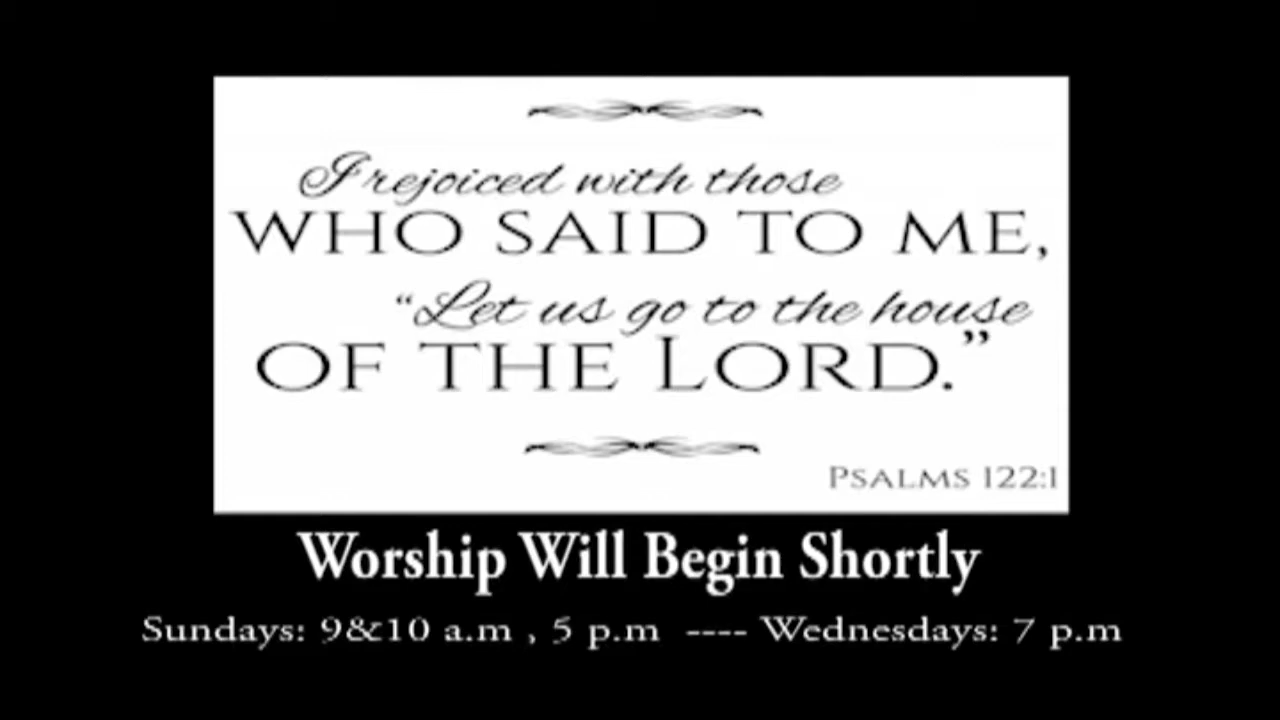 I rejoiced with those
WHO SAID TO ME,
“Let us go to the house
OF THE LORD.”
PSALMS 122:1
Worship Will Begin Shortly
Sundays: 9&10 a.m , 5 p.m ---- Wednesdays: 7 p.m